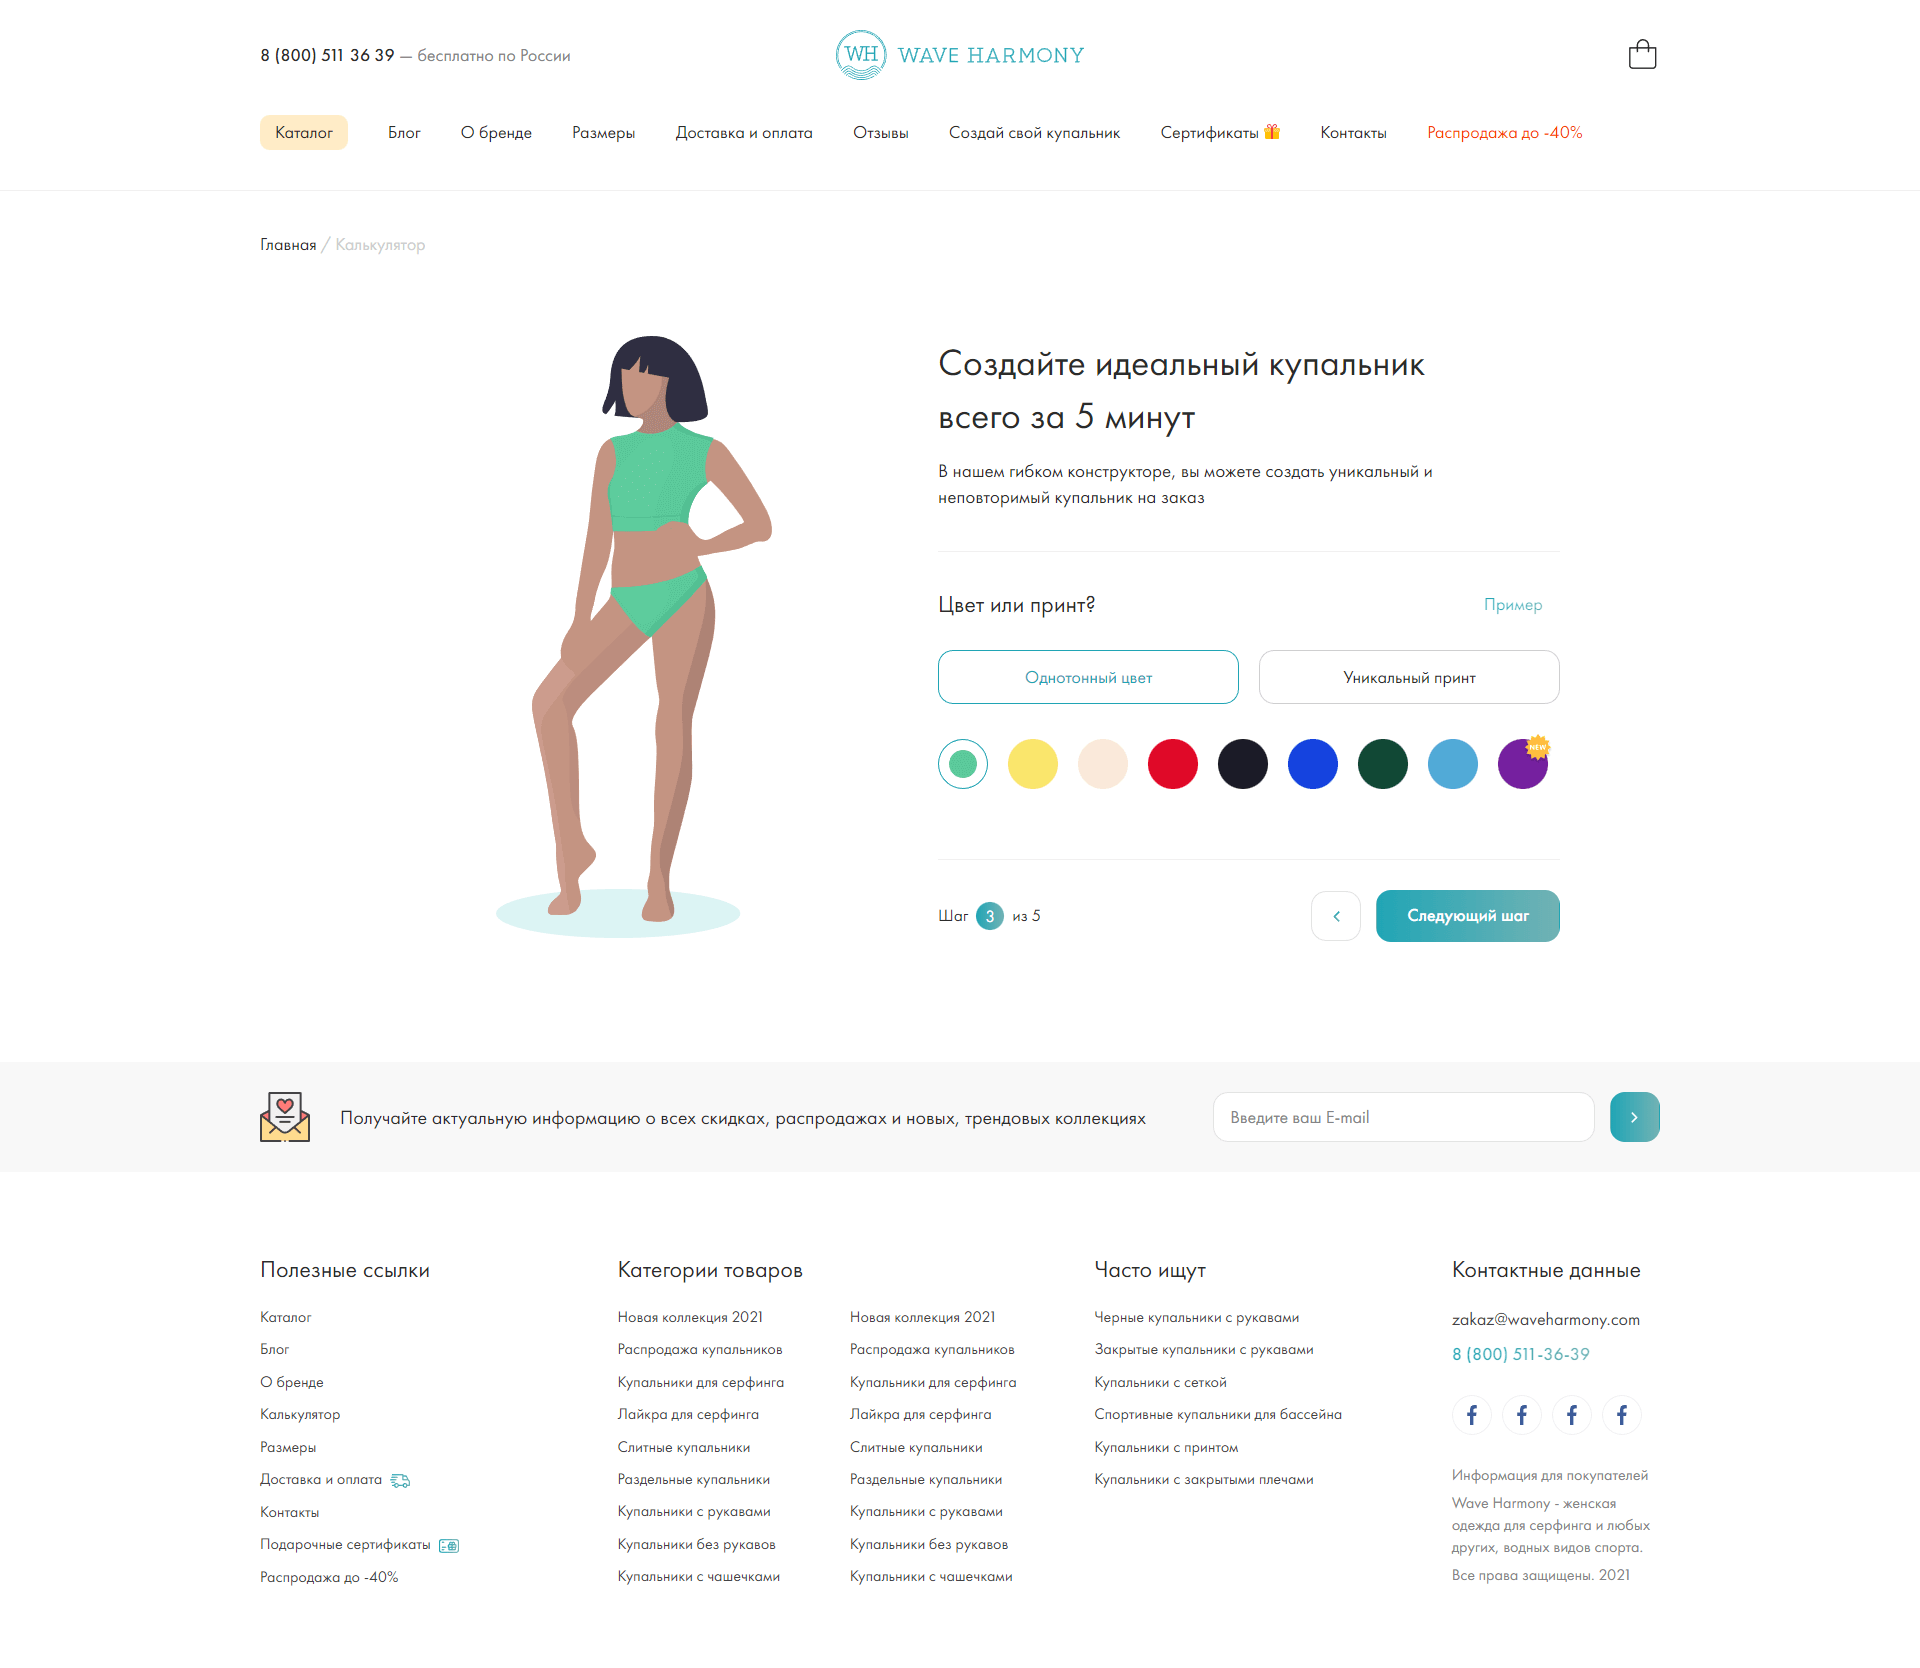 8 (800) 511 36 39 — бесплатно по России
WH WAVE HARMONY
Каталог Блог О бренде Размеры Доставка и оплата Отзывы Создай свой купальник Сертификаты Контакты Распродажа до -40%
Главная / Калькулятор
Создайте идеальный купальник
всего за 5 минут
В нашем гибком конструкторе, вы можете создать уникальный и
неповторимый купальник на заказ
Цвет или принт? Пример
Однотонный цвет Уникальный принт
NEW
Шаг 3 из 5 Следующий шаг
Получайте актуальную информацию о всех скидках, распродажах и новых, трендовых коллекциях
Введите ваш E-mail
Полезные ссылки
Каталог
Блог
О бренде
Калькулятор
Размеры
Доставка и оплата
Контакты
Подарочные сертификаты
Распродажа до -40%
Категории товаров
Новая коллекция 2021
Распродажа купальников
Купальники для серфинга
Лайкра для серфинга
Слитные купальники
Раздельные купальники
Купальники с рукавами
Купальники без рукавов
Купальники с чашечками
Новая коллекция 2021
Распродажа купальников
Купальники для серфинга
Лайкра для серфинга
Слитные купальники
Раздельные купальники
Купальники с рукавами
Купальники без рукавов
Купальники с чашечками
Часто ищут
Черные купальники с рукавами
Закрытые купальники с рукавами
Купальники с сеткой
Спортивные купальники для бассейна
Купальники с принтом
Купальники с закрытыми плечами
Контактные данные
zakaz@waveharmony.com
8 (800) 511-36-39
Информация для покупателей
Wave Harmony - женская
одежда для серфинга и любых
других, водных видов спорта.
Все права защищены. 2021